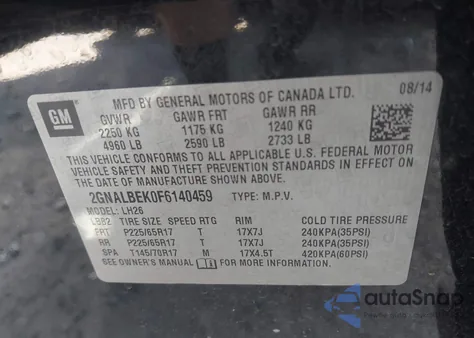 08/14
GM
MFD BY GENERAL MOTORS OF CANADA LTD.
GVWR GAWR FRT GAWR RR
2250 KG 1175 KG 1240 KG
4960 LB 2590 LB 2733 LB
THIS VEHICLE CONFORMS TO ALL APPLICABLE U.S. FEDERAL MOTOR
VEHICLE SAFETY AND THEFT PREVENTION STANDARDS IN EFFECT
ON THE DATE OF MANUFACTURE SHOWN ABOVE.
2GNALBEK0F6140459 TYPE: M.P.V.
MODEL: LH26
LBB2 TIRE SIZE SPEED RTG RIM COLD TIRE PRESSURE
FRT P225/65R17 T 17X7J 240KPA(35PSI)
RR P225/65R17 T 17X7J 240KPA(35PSI)
SPA T145/70R17 M 17X4.5T 420KPA(60PSI)
SEE OWNER'S MANUAL FOR MORE INFORMATION.
autoSnap